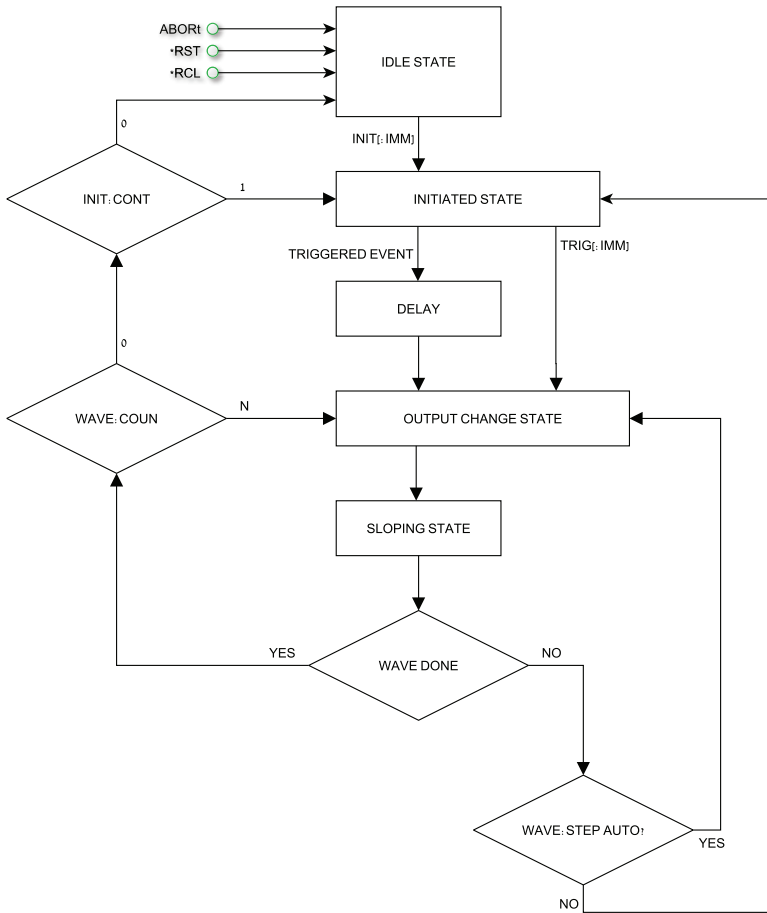 ABORt
*RST
*RCL
IDLE STATE
0
INIT[: IMM]
INIT: CONT
1
INITIATED STATE
TRIGGERED EVENT
TRIG[: IMM]
DELAY
0
WAVE: COUN
N
OUTPUT CHANGE STATE
SLOPING STATE
YES
WAVE DONE
NO
WAVE: STEP AUTO?
YES
NO